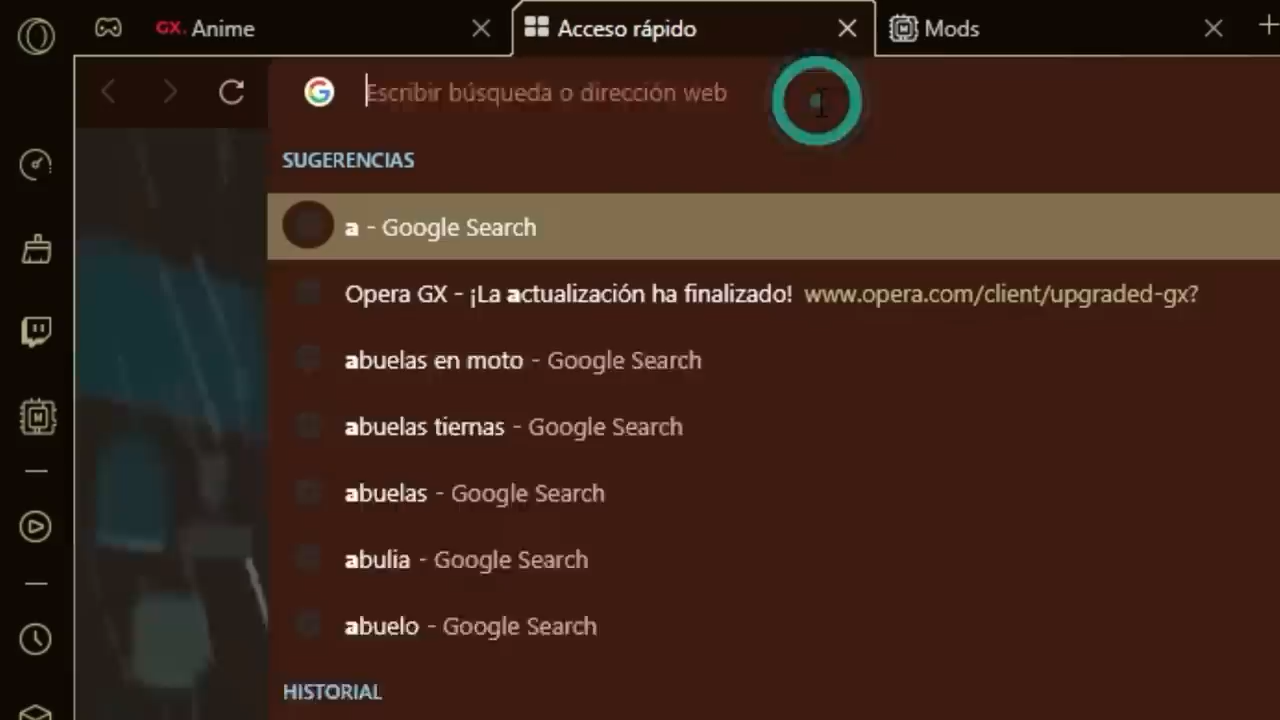 GX. Anime
Acceso rápido
Mods
Escribir búsqueda o dirección web
SUGERENCIAS
a - Google Search
Opera GX - ¡La actualización ha finalizado! www.opera.com/client/upgraded-gx?
abuelas en moto - Google Search
abuelas tiernas - Google Search
abuelas - Google Search
abulia - Google Search
abuelo - Google Search
HISTORIAL